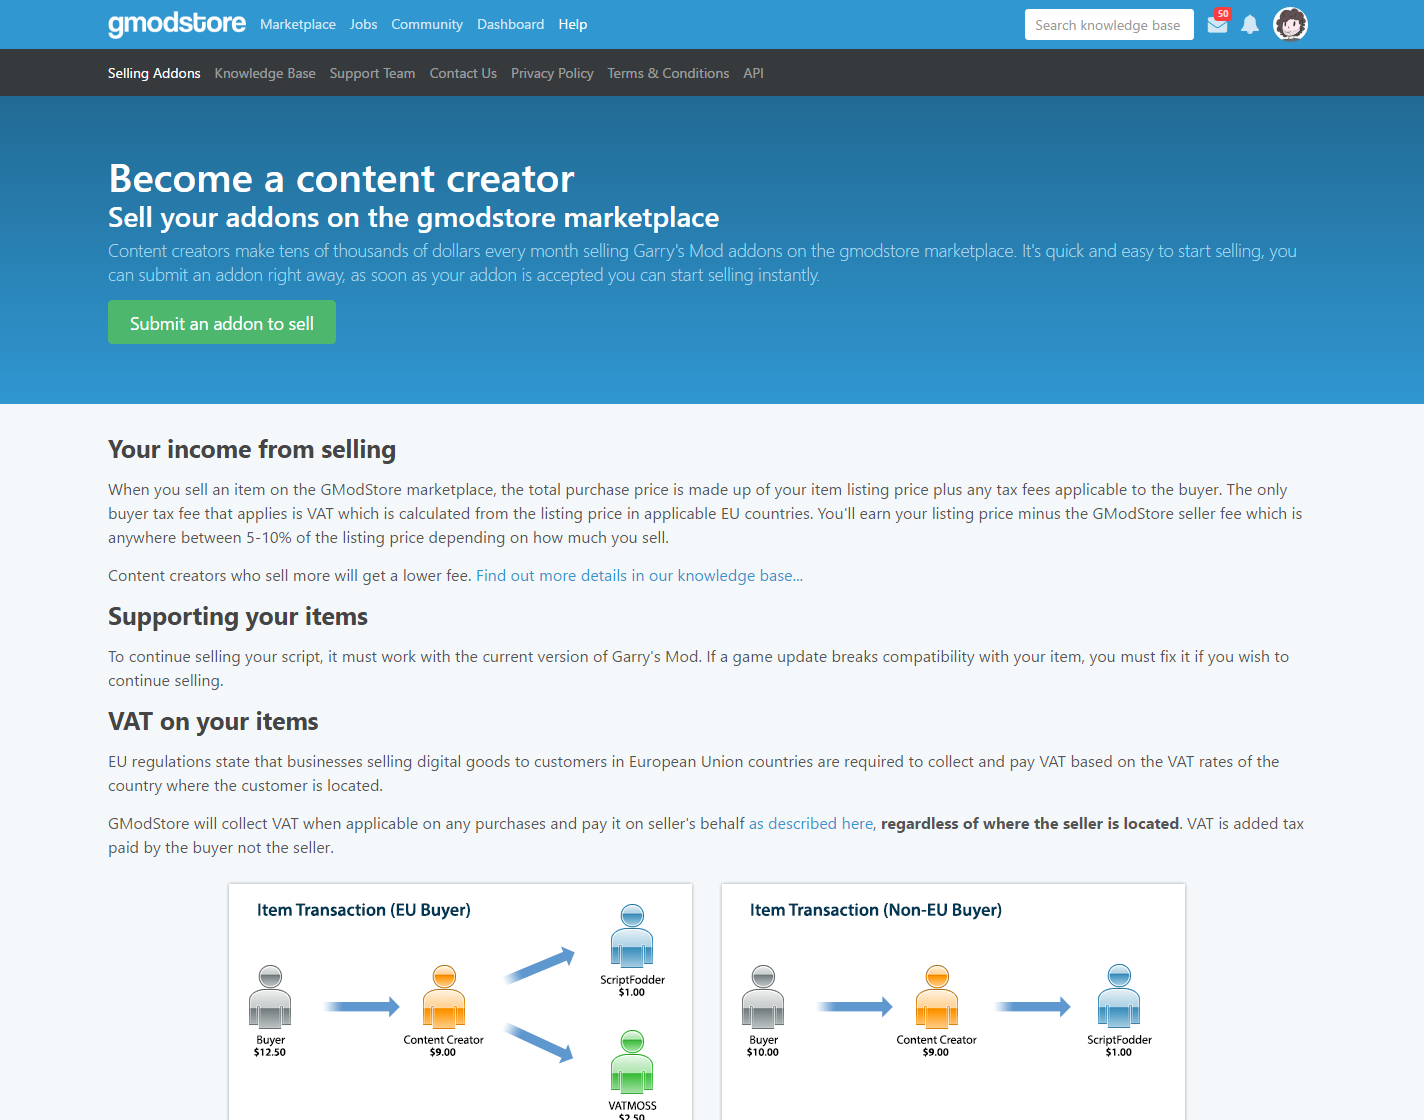 gmodstore Marketplace Jobs Community Dashboard Help Search knowledge base 50
Selling Addons Knowledge Base Support Team Contact Us Privacy Policy Terms & Conditions API
Become a content creator
Sell your addons on the gmodstore marketplace
Content creators make tens of thousands of dollars every month selling Garry's Mod addons on the gmodstore marketplace. It's quick and easy to start selling, you
can submit an addon right away, as soon as your addon is accepted you can start selling instantly.
Submit an addon to sell
Your income from selling
When you sell an item on the GModStore marketplace, the total purchase price is made up of your item listing price plus any tax fees applicable to the buyer. The only
buyer tax fee that applies is VAT which is calculated from the listing price in applicable EU countries. You'll earn your listing price minus the GModStore seller fee which is
anywhere between 5-10% of the listing price depending on how much you sell.
Content creators who sell more will get a lower fee. Find out more details in our knowledge base...
Supporting your items
To continue selling your script, it must work with the current version of Garry's Mod. If a game update breaks compatibility with your item, you must fix it if you wish to
continue selling.
VAT on your items
EU regulations state that businesses selling digital goods to customers in European Union countries are required to collect and pay VAT based on the VAT rates of the
country where the customer is located.
GModStore will collect VAT when applicable on any purchases and pay it on seller's behalf as described here, regardless of where the seller is located. VAT is added tax
paid by the buyer not the seller.
Item Transaction (EU Buyer)
ScriptFodder
$1.00
Buyer
$12.50
Content Creator
$9.00
VATMOSS
$2.50
Item Transaction (Non-EU Buyer)
Buyer
$10.00
Content Creator
$9.00
ScriptFodder
$1.00